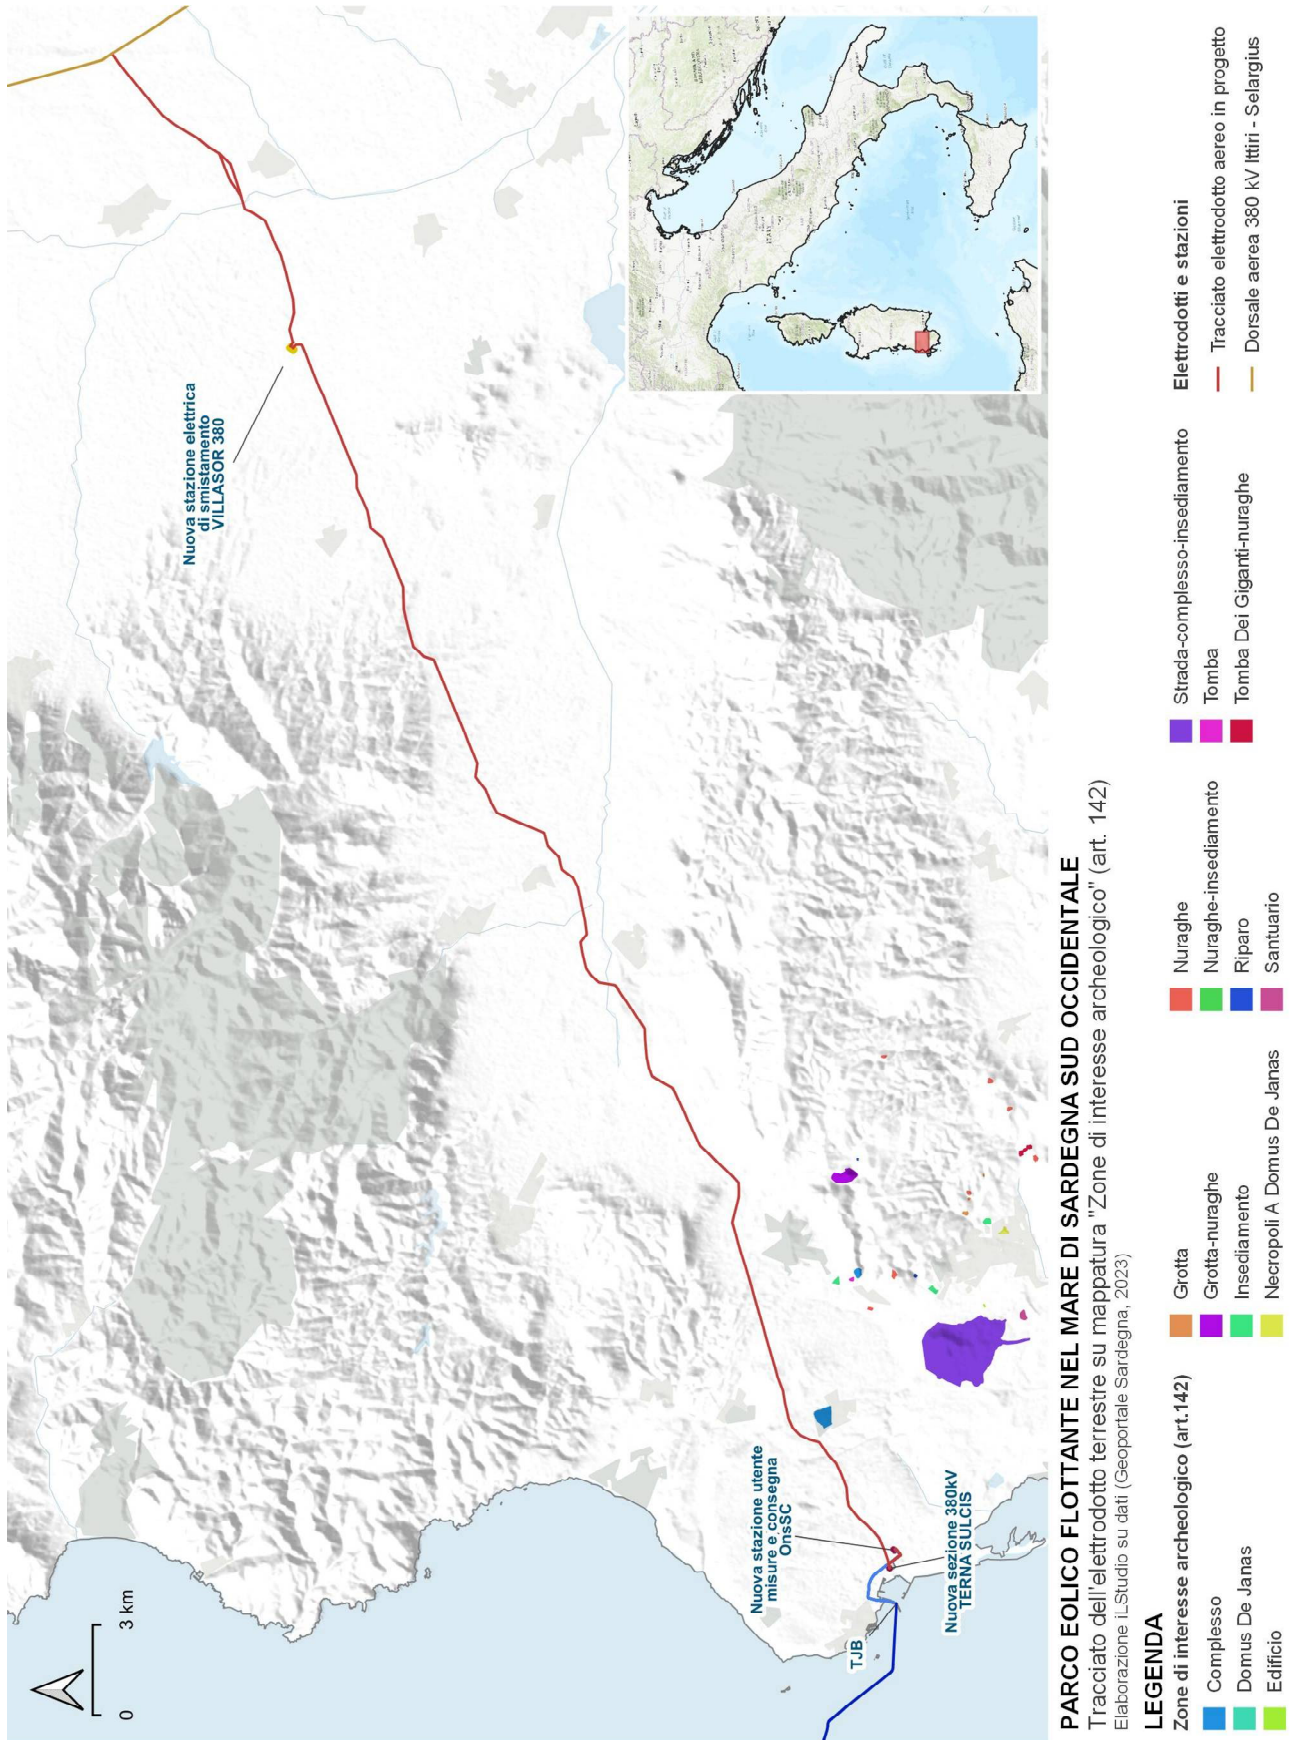 Nuova stazione elettrica
di smistamento
VILLASOR 380
Nuova stazione utente
misure e consegna
OnsSC
TJB
Nuova sezione 380kV
TERNA SULCIS
0 3 km
PARCO EOLICO FLOTTANTE NEL MARE DI SARDEGNA SUD OCCIDENTALE
Tracciato dell'elettrodotto terrestre su mappatura "Zone di interesse archeologico" (art. 142)
Elaborazione iLStudio su dati (Geoportale Sardegna, 2023)
LEGENDA
Zone di interesse archeologico (art.142)
Complesso
Domus De Janas
Edificio
Grotta
Grotta-nuraghe
Insediamento
Necropoli A Domus De Janas
Nuraghe
Nuraghe-insediamento
Riparo
Santuario
Strada-complesso-insediamento
Tomba
Tomba Dei Giganti-nuraghe
Elettrodotti e stazioni
Tracciato elettrodotto aereo in progetto
Dorsale aerea 380 kV Ittiri - Selargius